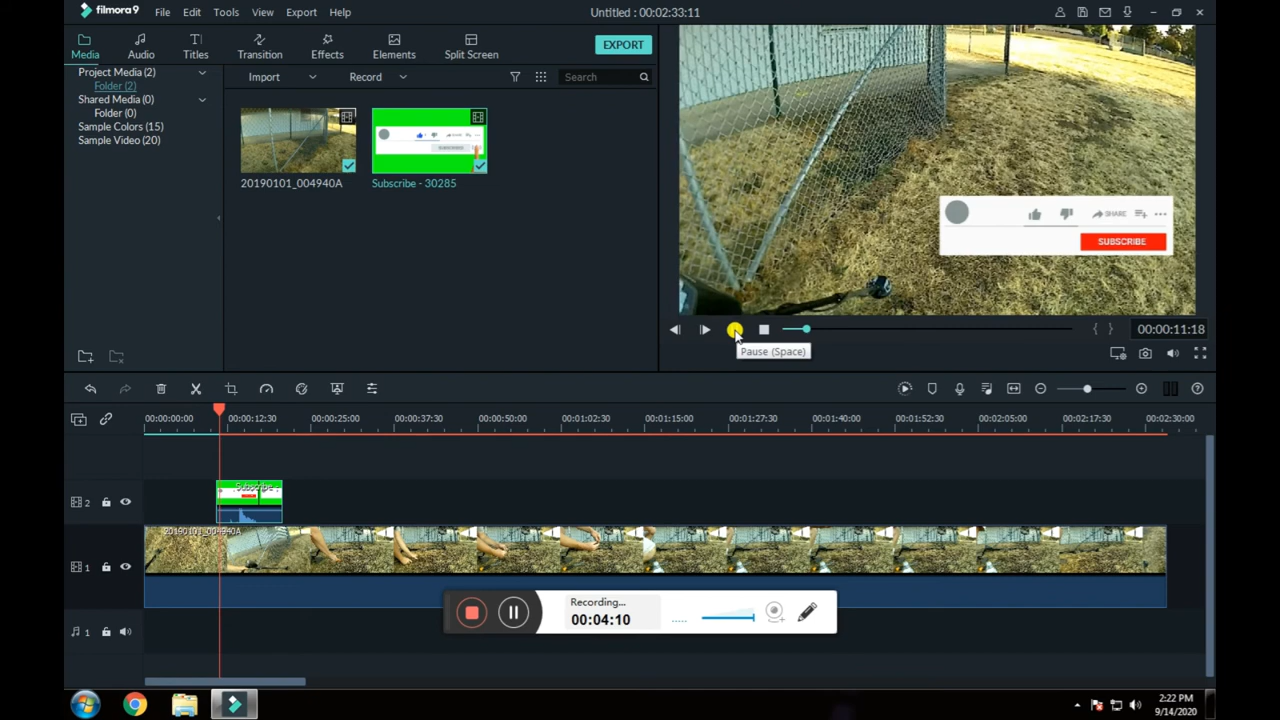 filmora9 File Edit Tools View Export Help Untitled : 00:02:33:11
Media Audio Titles Transition Effects Elements Split Screen EXPORT
Project Media (2)
Folder (2)
Shared Media (0)
Folder (0)
Sample Colors (15)
Sample Video (20)
Import Record Search
20190101_004940A Subscribe - 30285
SHARE
SUBSCRIBE
{ } 00:00:11:18
Pause (Space)
00:00:00:00 00:00:12:30 00:00:25:00 00:00:37:30 00:00:50:00 00:01:02:30 00:01:15:00 00:01:27:30 00:01:40:00 00:01:52:30 00:02:05:00 00:02:17:30 00:02:30:00
Subscribe -
2
20190101_004940A
1
1
Recording...
00:04:10
2:22 PM
9/14/2020